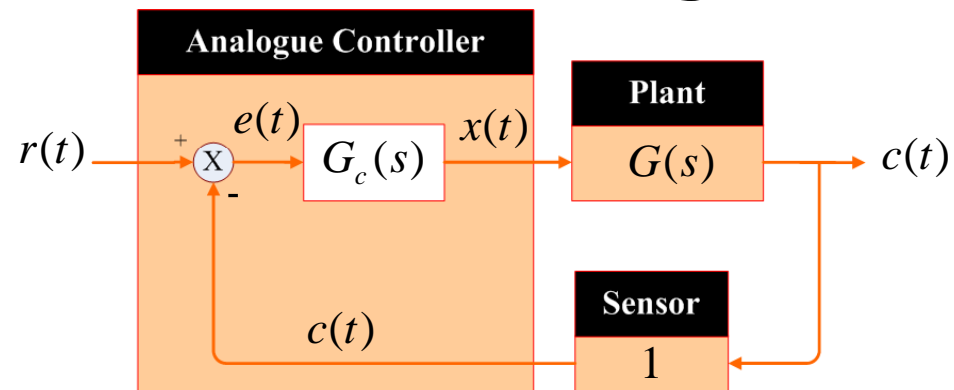 Analogue Controller
Plant
r(t)
+
X
-
e(t)
G_c(s)
x(t)
G(s)
c(t)
Sensor
1
c(t)